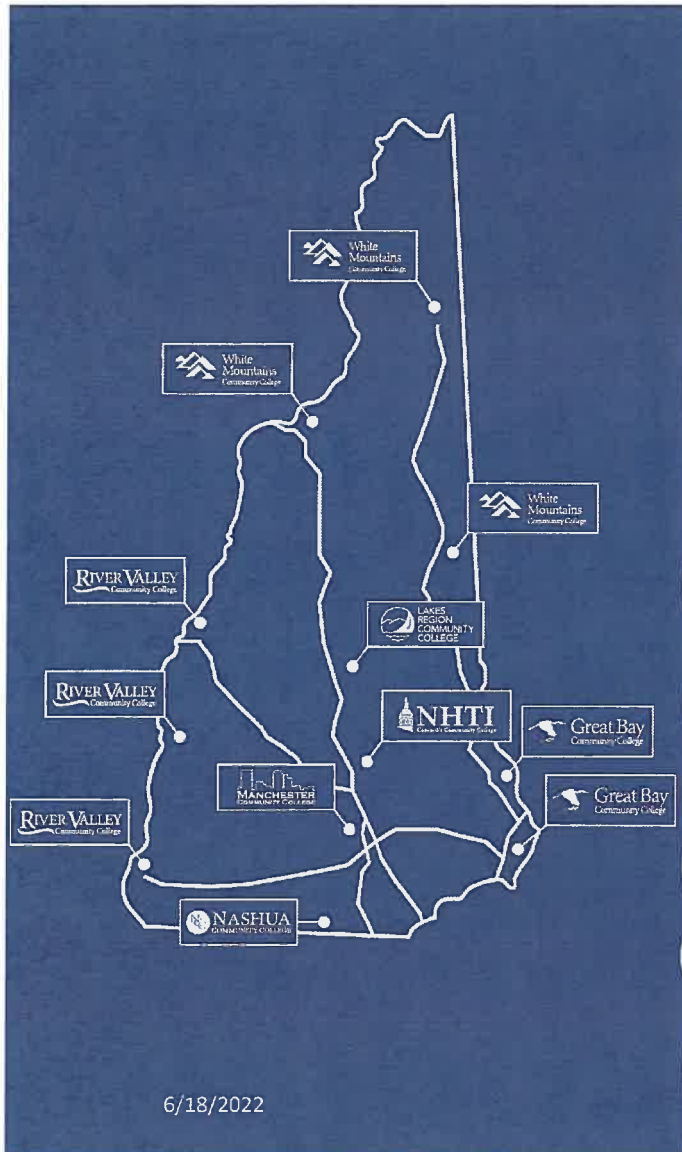 White
Mountains
Community College
White
Mountains
Community College
White
Mountains
Community College
RIVER VALLEY
Community College
LAKES
REGION
COMMUNITY
COLLEGE
RIVER VALLEY
Community College
NHTI
Concord's Community College
Great Bay
Community College
MANCHESTER
COMMUNITY COLLEGE
Great Bay
Community College
RIVER VALLEY
Community College
NASHUA
COMMUNITY COLLEGE
6/18/2022